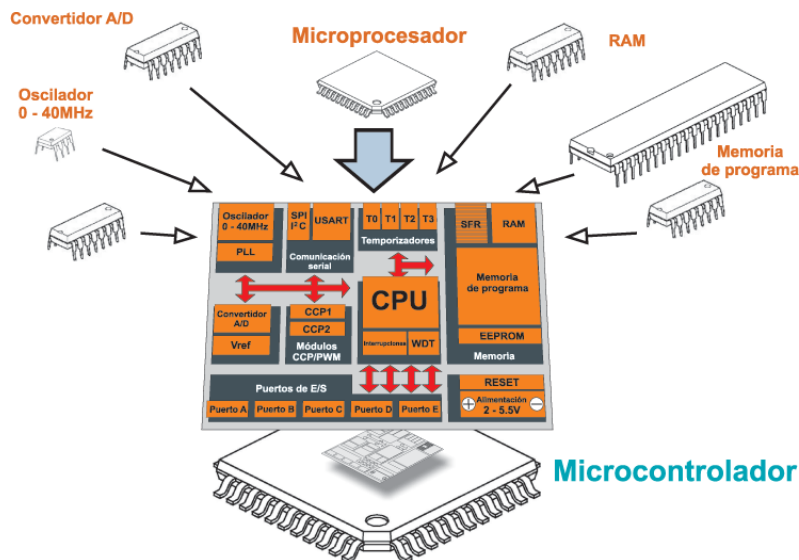 Convertidor A/D
Microprocesador
RAM
Oscilador
0 - 40MHz
Memoria
de programa
Oscilador
0 - 40MHz
PLL
SPI
I²C
USART
Comunicación
serial
T0 T1 T2 T3
Temporizadores
SFR
RAM
Memoria
de programa
EEPROM
Memoria
CPU
Interrupciones
WDT
Convertidor
A/D
Vref
CCP1
CCP2
Módulos
CCP/PWM
Puertos de E/S
Puerto A Puerto B Puerto C Puerto D Puerto E
RESET
Alimentación
2 - 5.5V
Microcontrolador